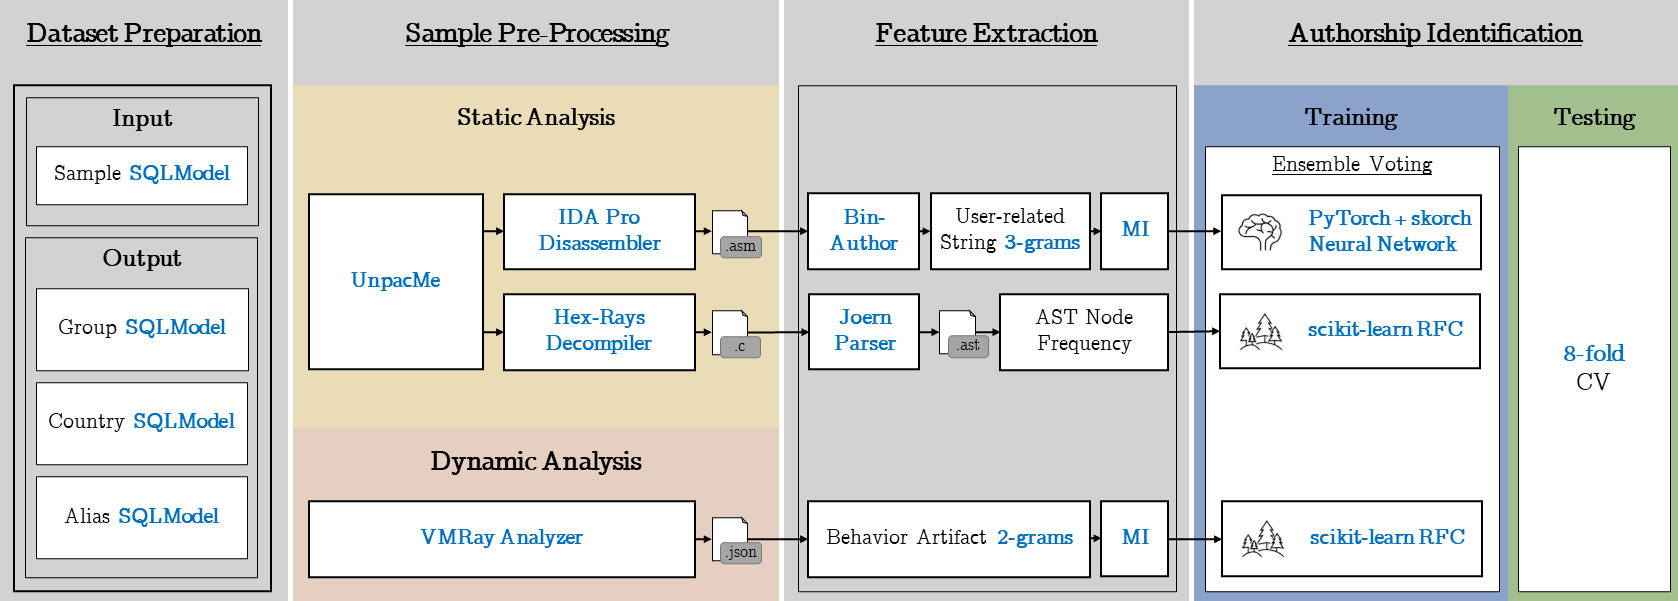 Dataset Preparation
Input
Sample SQLModel
Output
Group SQLModel
Country SQLModel
Alias SQLModel
Sample Pre-Processing
Static Analysis
UnpacMe
IDA Pro
Disassembler
.asm
Hex-Rays
Decompiler
.c
Dynamic Analysis
VMRay Analyzer
.json
Feature Extraction
Bin-
Author
User-related
String 3-grams
MI
Joern
Parser
.ast
AST Node
Frequency
Behavior Artifact 2-grams
MI
Authorship Identification
Training
Ensemble Voting
PyTorch + skorch
Neural Network
scikit-learn RFC
scikit-learn RFC
Testing
8-fold
CV